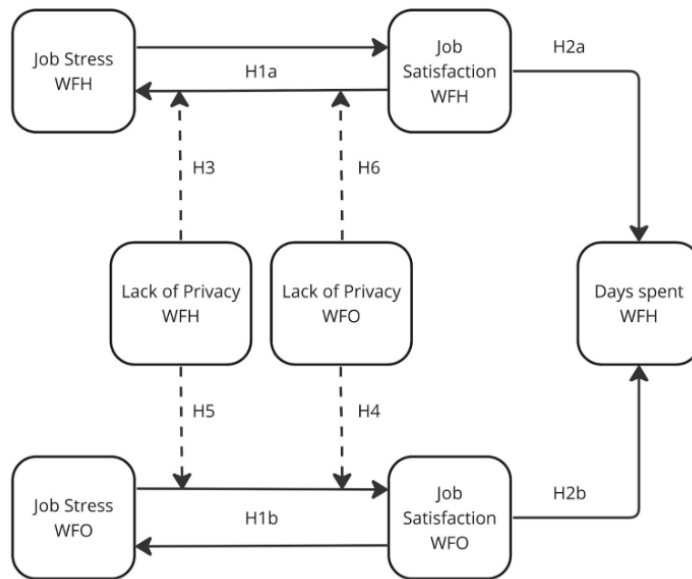 Job Stress
WFH
H1a
Job
Satisfaction
WFH
H2a
H3
H6
Lack of Privacy
WFH
Lack of Privacy
WFO
Days spent
WFH
H5
H4
Job Stress
WFO
H1b
Job
Satisfaction
WFO
H2b